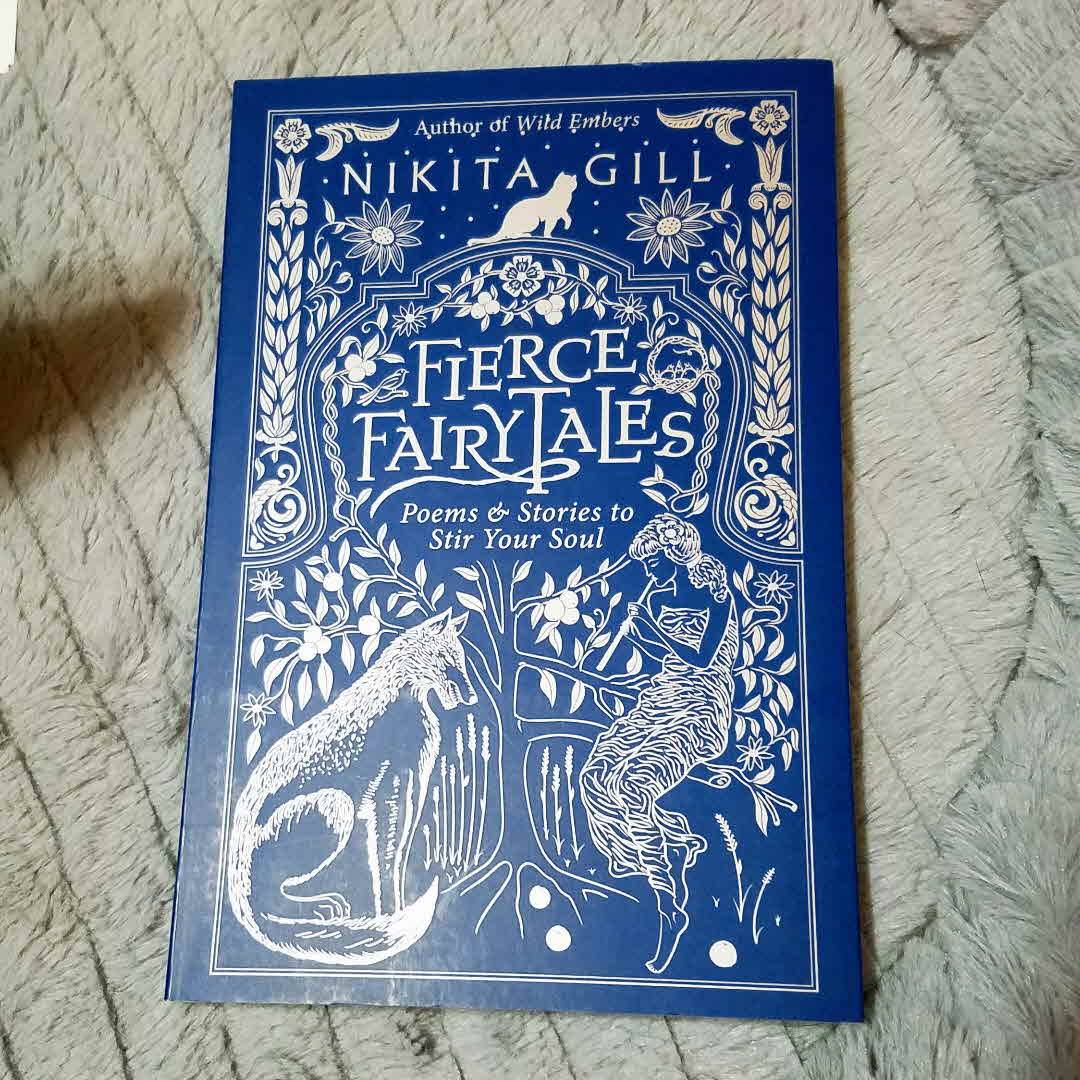 Author of Wild Embers
NIKITA GILL
FIERCE
FAIRYTALES
Poems & Stories to
Stir Your Soul